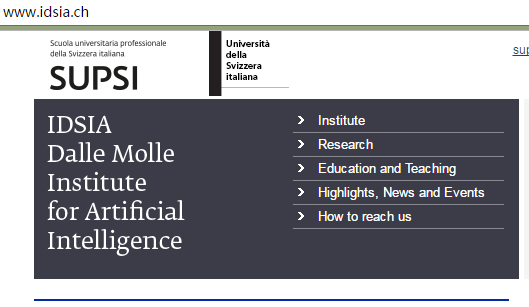 www.idsia.ch
Scuola universitaria professionale
della Svizzera italiana
SUPSI
Università
della
Svizzera
italiana
IDSIA
Dalle Molle
Institute
for Artificial
Intelligence
Institute
Research
Education and Teaching
Highlights, News and Events
How to reach us